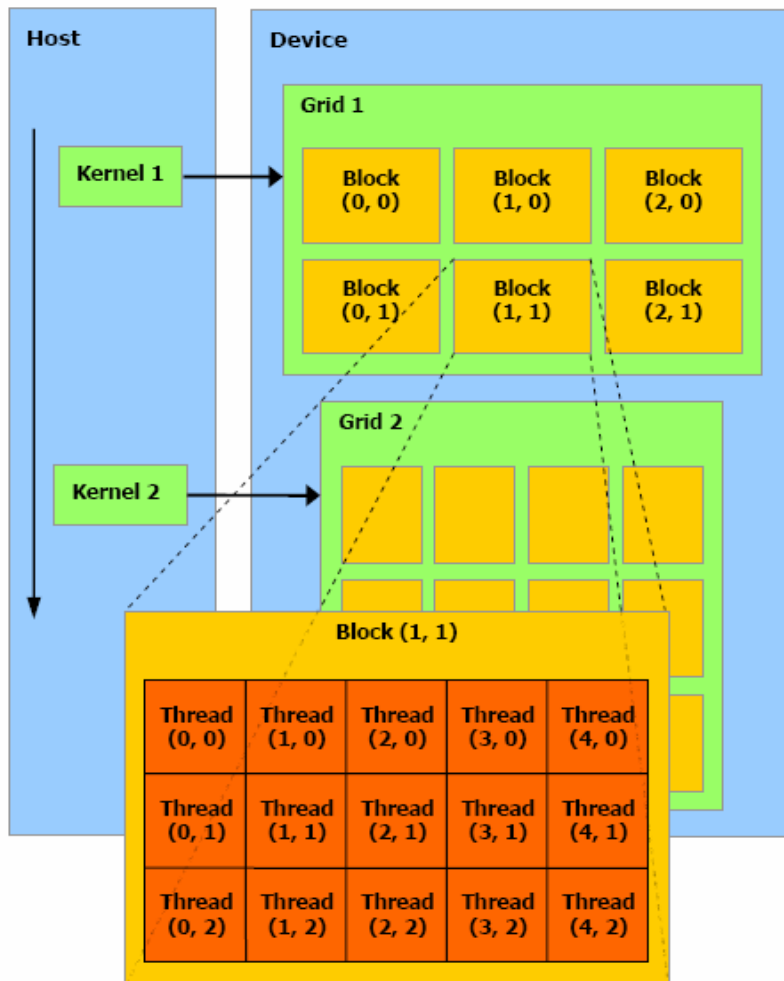 Host
Device
Grid 1
Kernel 1
Block
(0, 0)
Block
(1, 0)
Block
(2, 0)
Block
(0, 1)
Block
(1, 1)
Block
(2, 1)
Grid 2
Kernel 2
Block (1, 1)
Thread
(0, 0)
Thread
(1, 0)
Thread
(2, 0)
Thread
(3, 0)
Thread
(4, 0)
Thread
(0, 1)
Thread
(1, 1)
Thread
(2, 1)
Thread
(3, 1)
Thread
(4, 1)
Thread
(0, 2)
Thread
(1, 2)
Thread
(2, 2)
Thread
(3, 2)
Thread
(4, 2)